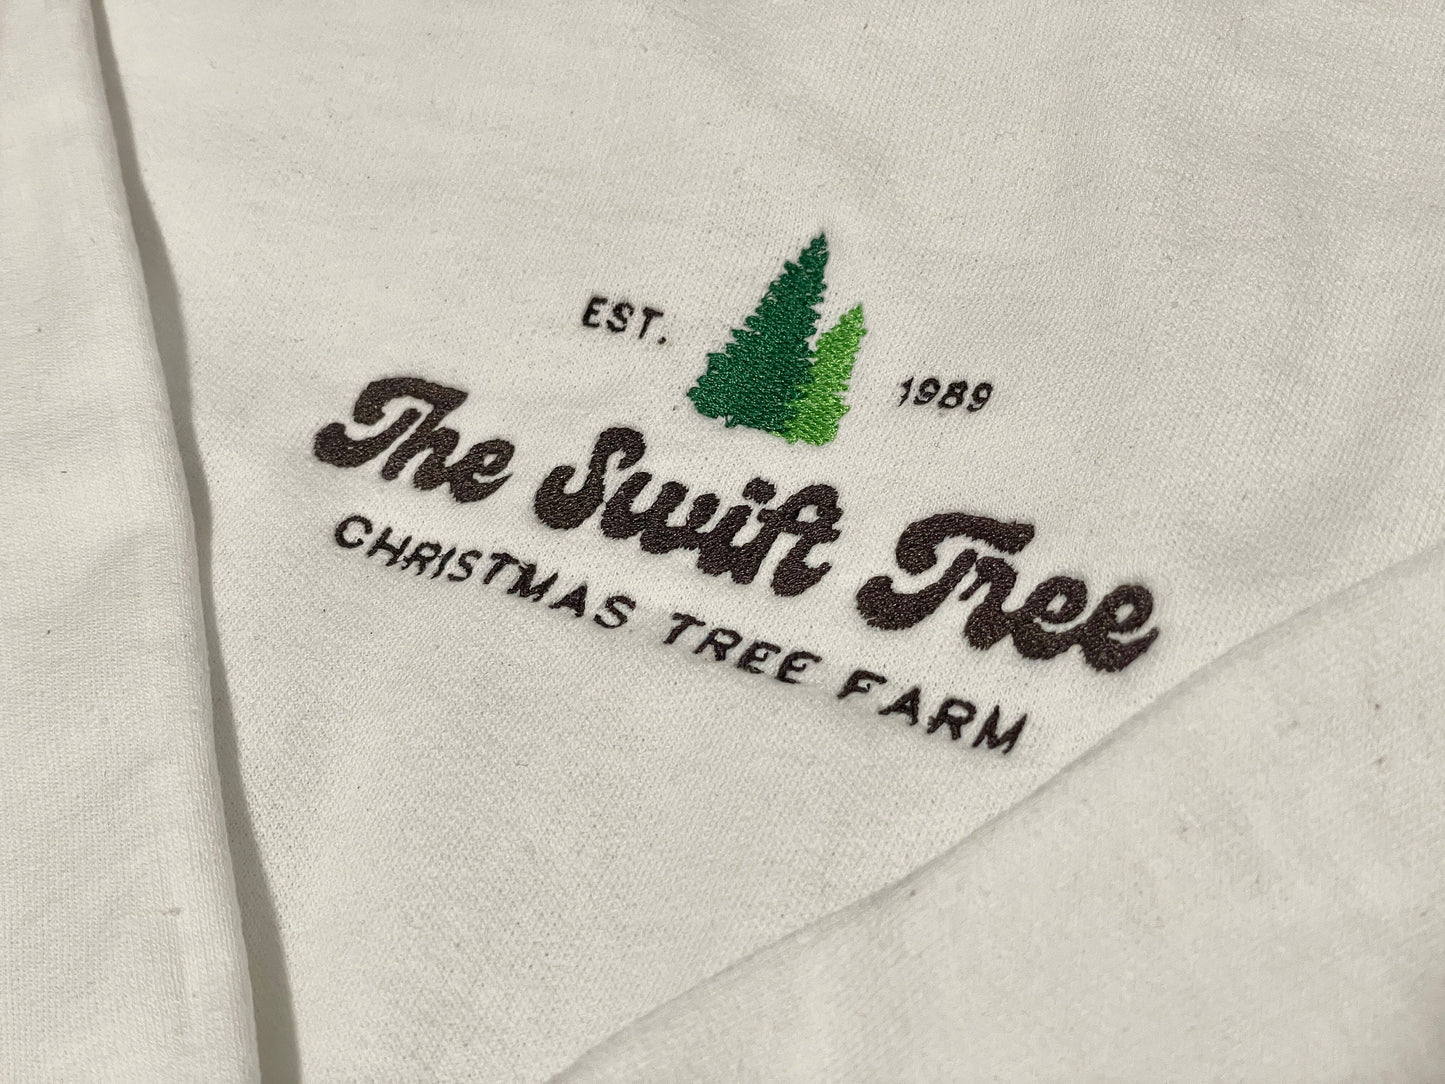 EST. 1989
The Swift Tree
CHRISTMAS TREE FARM